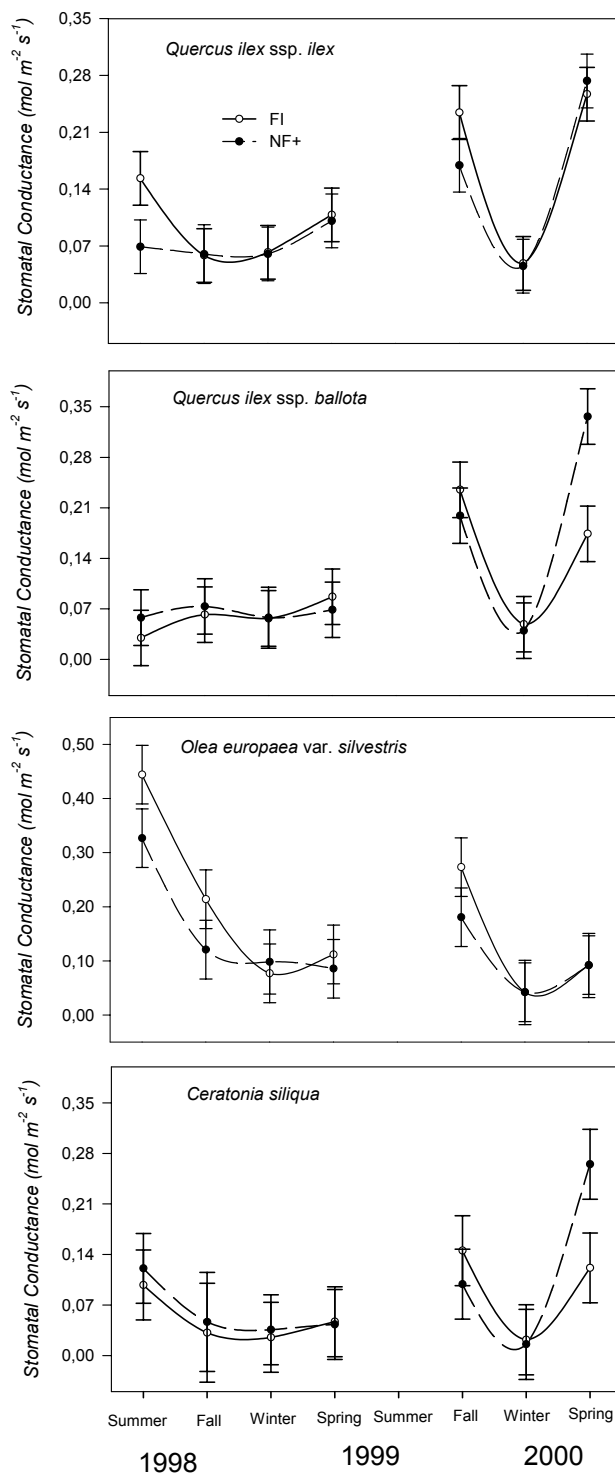 Quercus ilex ssp. ilex
FI
NF+
Stomatal Conductance (mol m-2 s-1)
0,35
0,28
0,21
0,14
0,07
0,00
Quercus ilex ssp. ballota
Stomatal Conductance (mol m-2 s-1)
0,35
0,28
0,21
0,14
0,07
0,00
Olea europaea var. silvestris
Stomatal Conductance (mol m-2 s-1)
0,50
0,40
0,30
0,20
0,10
0,00
Ceratonia siliqua
Stomatal Conductance (mol m-2 s-1)
0,35
0,28
0,21
0,14
0,07
0,00
Summer Fall Winter Spring Summer Fall Winter Spring
1998 1999 2000